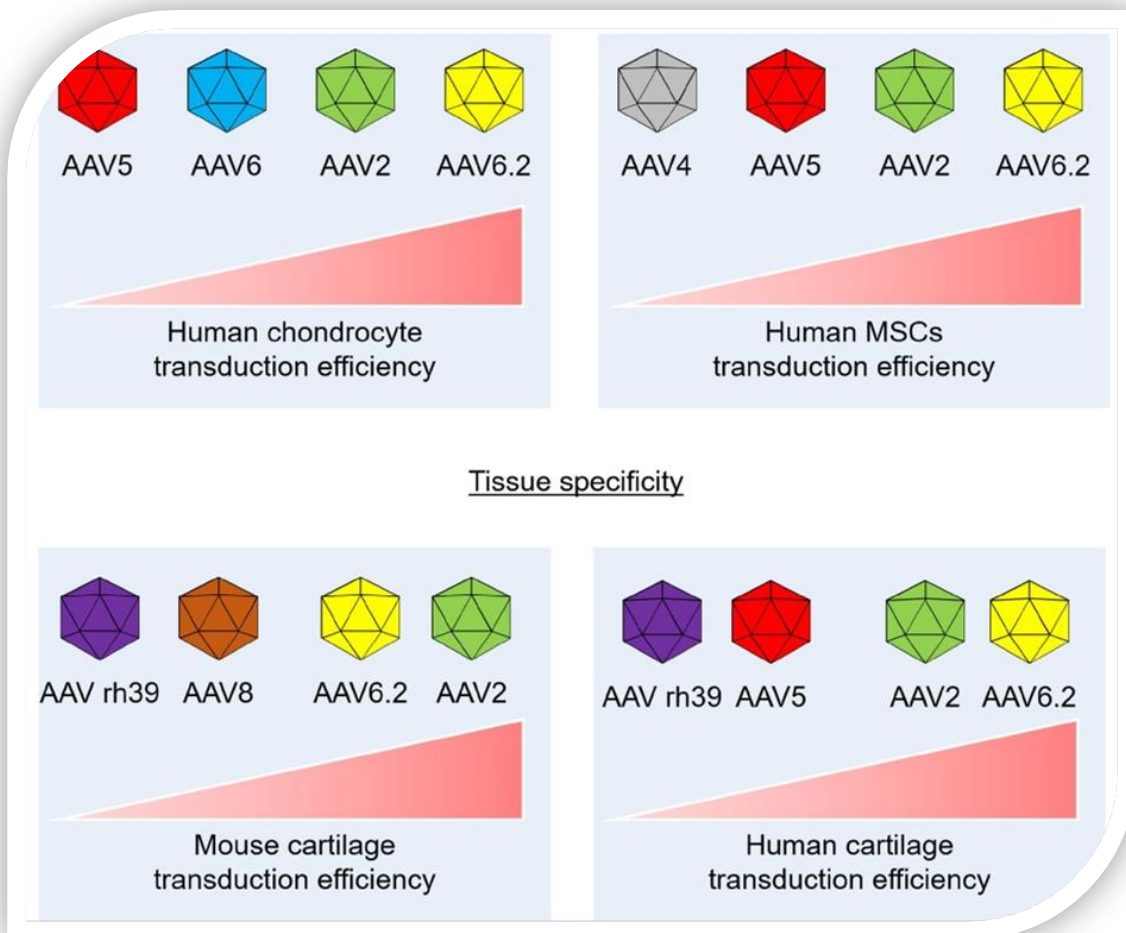 AAV5 AAV6 AAV2 AAV6.2
Human chondrocyte
transduction efficiency
AAV4 AAV5 AAV2 AAV6.2
Human MSCs
transduction efficiency
Tissue specificity
AAV rh39 AAV8 AAV6.2 AAV2
Mouse cartilage
transduction efficiency
AAV rh39 AAV5 AAV2 AAV6.2
Human cartilage
transduction efficiency